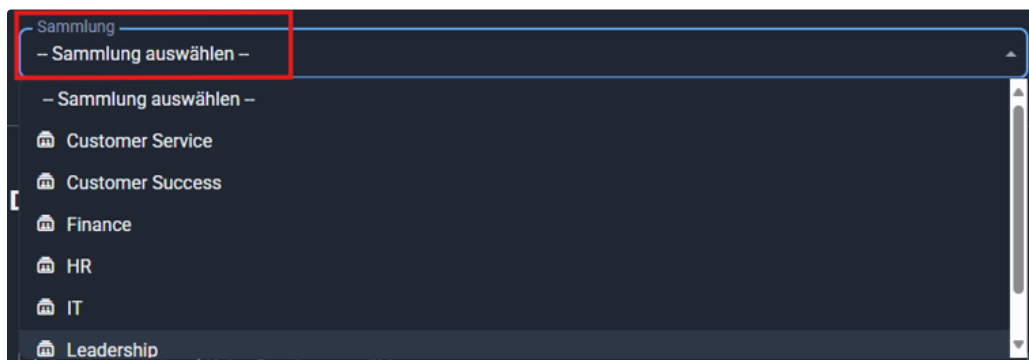 Sammlung
-- Sammlung auswählen --
-- Sammlung auswählen --
Customer Service
Customer Success
Finance
HR
IT
Leadership